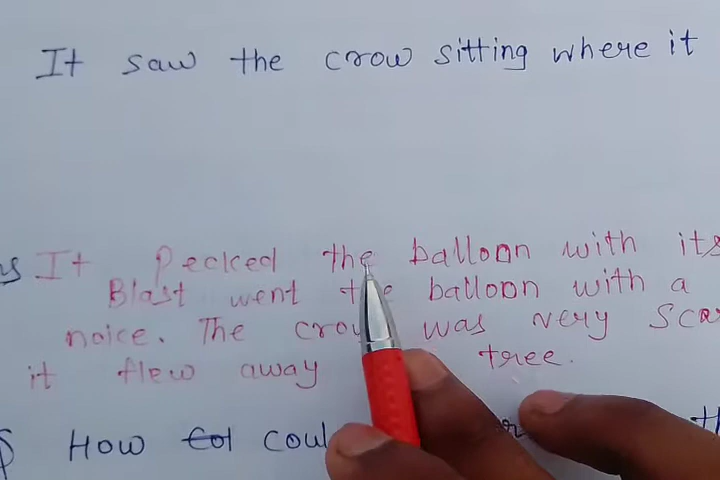 It saw the crow sitting where it
It pecked the balloon with its
Blast went the balloon with a
noice. The crow was very
it flew away tree.
How coul